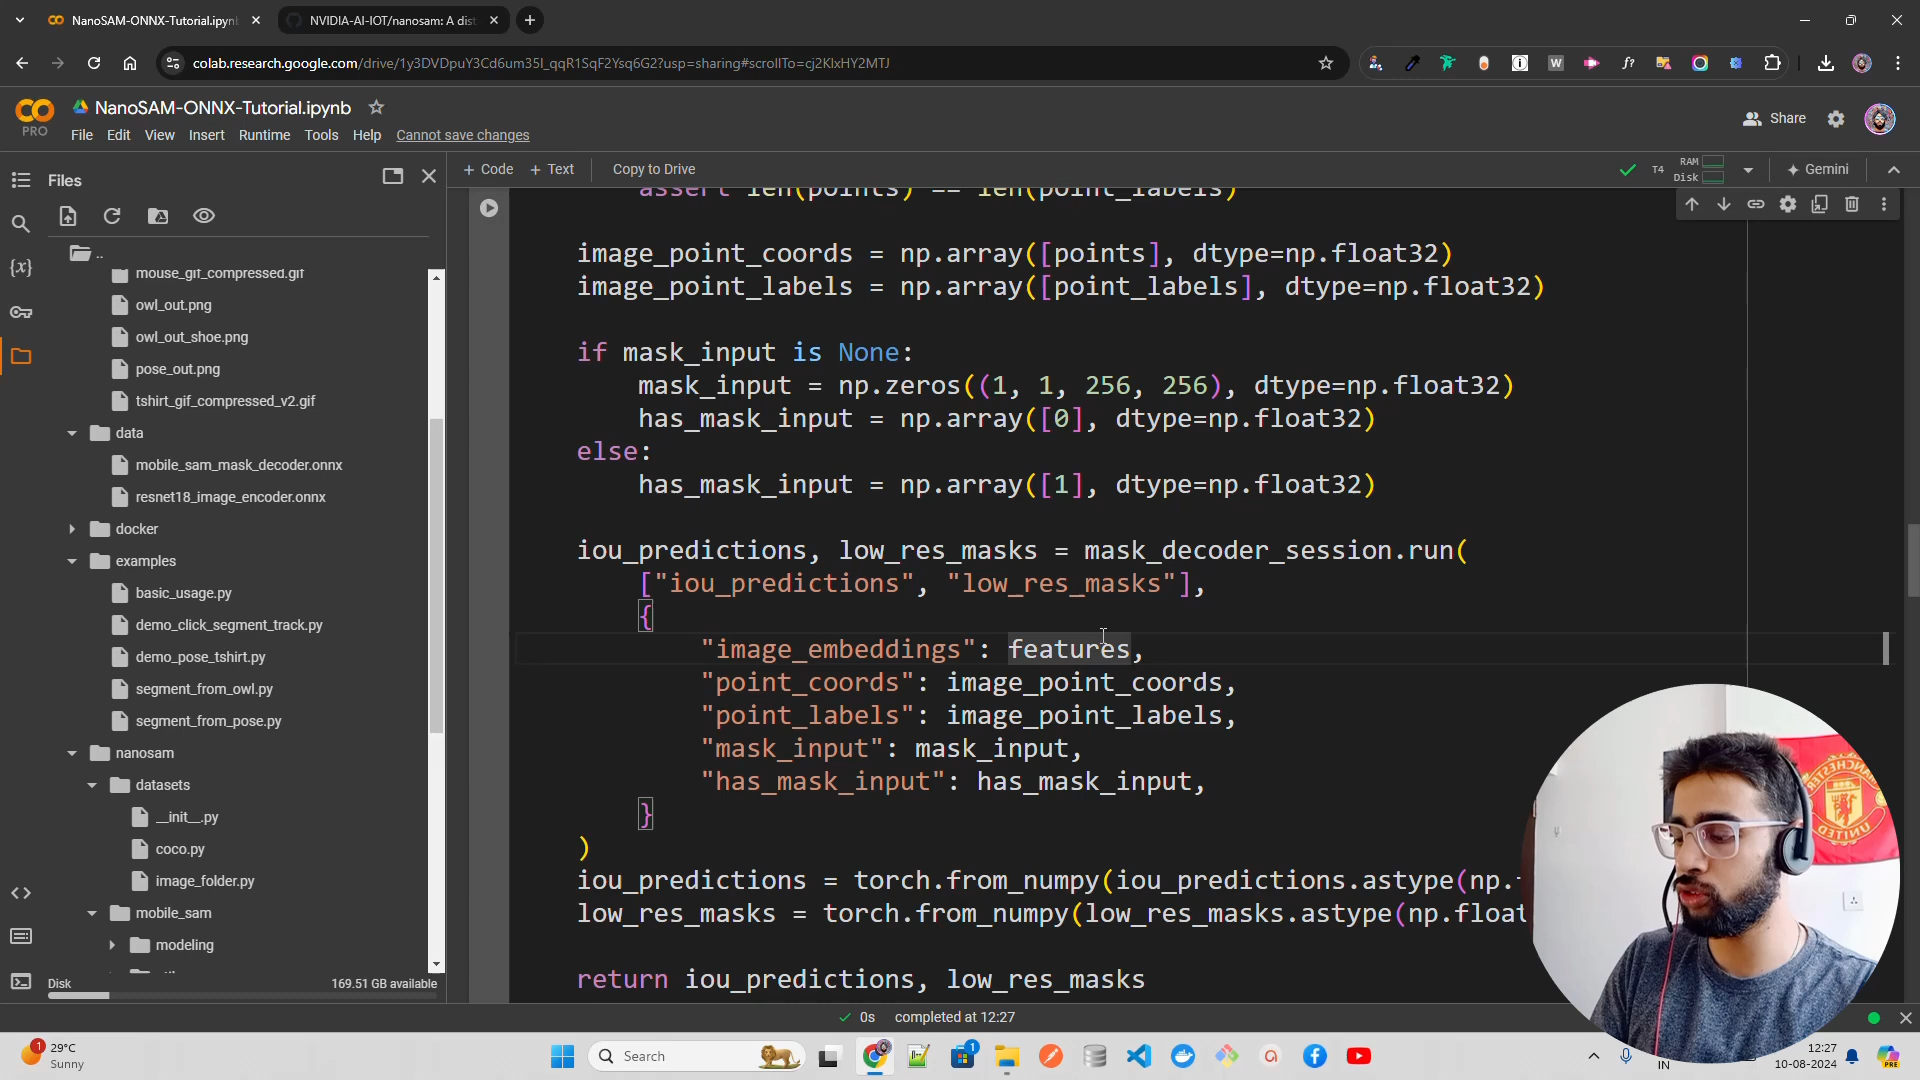 NanoSAM-ONNX-Tutorial.ipyn
NVIDIA-AI-IOT/nanosam: A dist
colab.research.google.com/drive/1y3DVDpuY3Cd6um35I_qqR1SqF2Ysq6G2?usp=sharing#scrollTo=cj2KIxHY2MTJ
NanoSAM-ONNX-Tutorial.ipynb
PRO
File Edit View Insert Runtime Tools Help Cannot save changes
Share
Files
+ Code + Text Copy to Drive
T4 RAM Disk
Gemini
..
mouse_gif_compressed.gif
owl_out.png
owl_out_shoe.png
pose_out.png
tshirt_gif_compressed_v2.gif
data
mobile_sam_mask_decoder.onnx
resnet18_image_encoder.onnx
docker
examples
basic_usage.py
demo_click_segment_track.py
demo_pose_tshirt.py
segment_from_owl.py
segment_from_pose.py
nanosam
datasets
__init__.py
coco.py
image_folder.py
mobile_sam
modeling
Disk 169.51 GB available
assert len(points) == len(point_labels)
image_point_coords = np.array([points], dtype=np.float32)
image_point_labels = np.array([point_labels], dtype=np.float32)
if mask_input is None:
mask_input = np.zeros((1, 1, 256, 256), dtype=np.float32)
has_mask_input = np.array([0], dtype=np.float32)
else:
has_mask_input = np.array([1], dtype=np.float32)
iou_predictions, low_res_masks = mask_decoder_session.run(
["iou_predictions", "low_res_masks"],
{
"image_embeddings": features,
"point_coords": image_point_coords,
"point_labels": image_point_labels,
"mask_input": mask_input,
"has_mask_input": has_mask_input,
}
)
iou_predictions = torch.from_numpy(iou_predictions.astype(np.
low_res_masks = torch.from_numpy(low_res_masks.astype(np.float
return iou_predictions, low_res_masks
0s completed at 12:27
MANCHESTER
UNITED
1
29°C
Sunny
Search
1
IN
12:27
10-08-2024
PRE